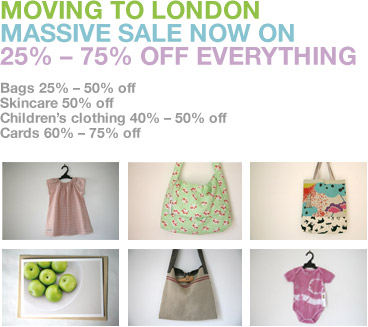 MOVING TO LONDON
MASSIVE SALE NOW ON
25% – 75% OFF EVERYTHING
Bags 25% – 50% off
Skincare 50% off
Children's clothing 40% – 50% off
Cards 60% – 75% off